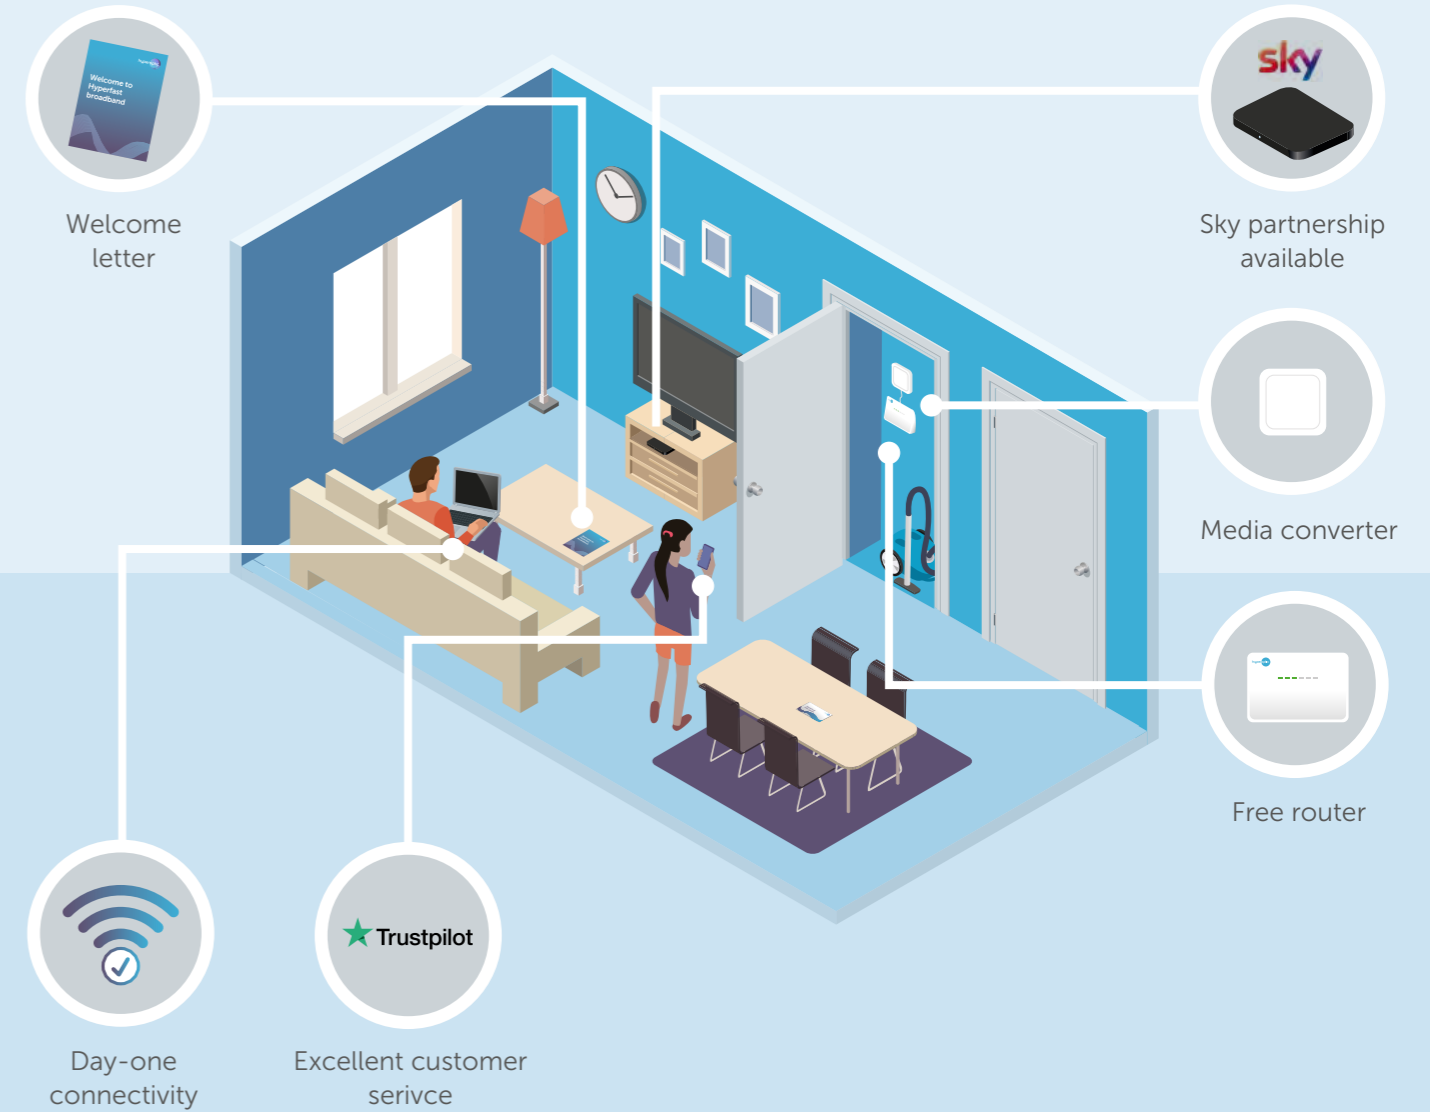 Welcome to
Hyperfast
broadband
Welcome
letter
sky
Sky partnership
available
Media converter
Free router
Day-one
connectivity
Trustpilot
Excellent customer
serivce